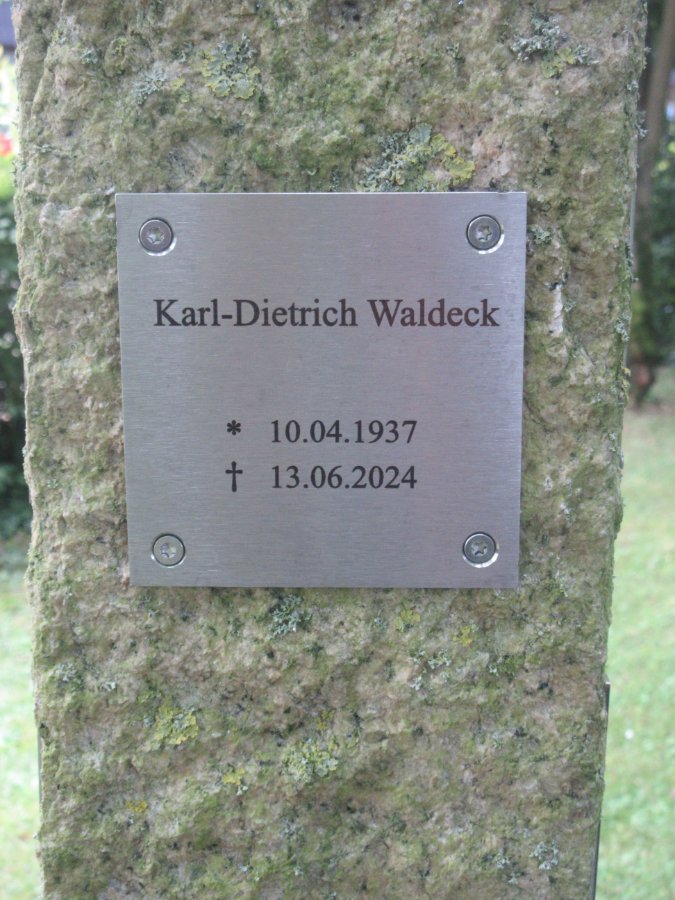 Karl-Dietrich Waldeck
* 10.04.1937
† 13.06.2024